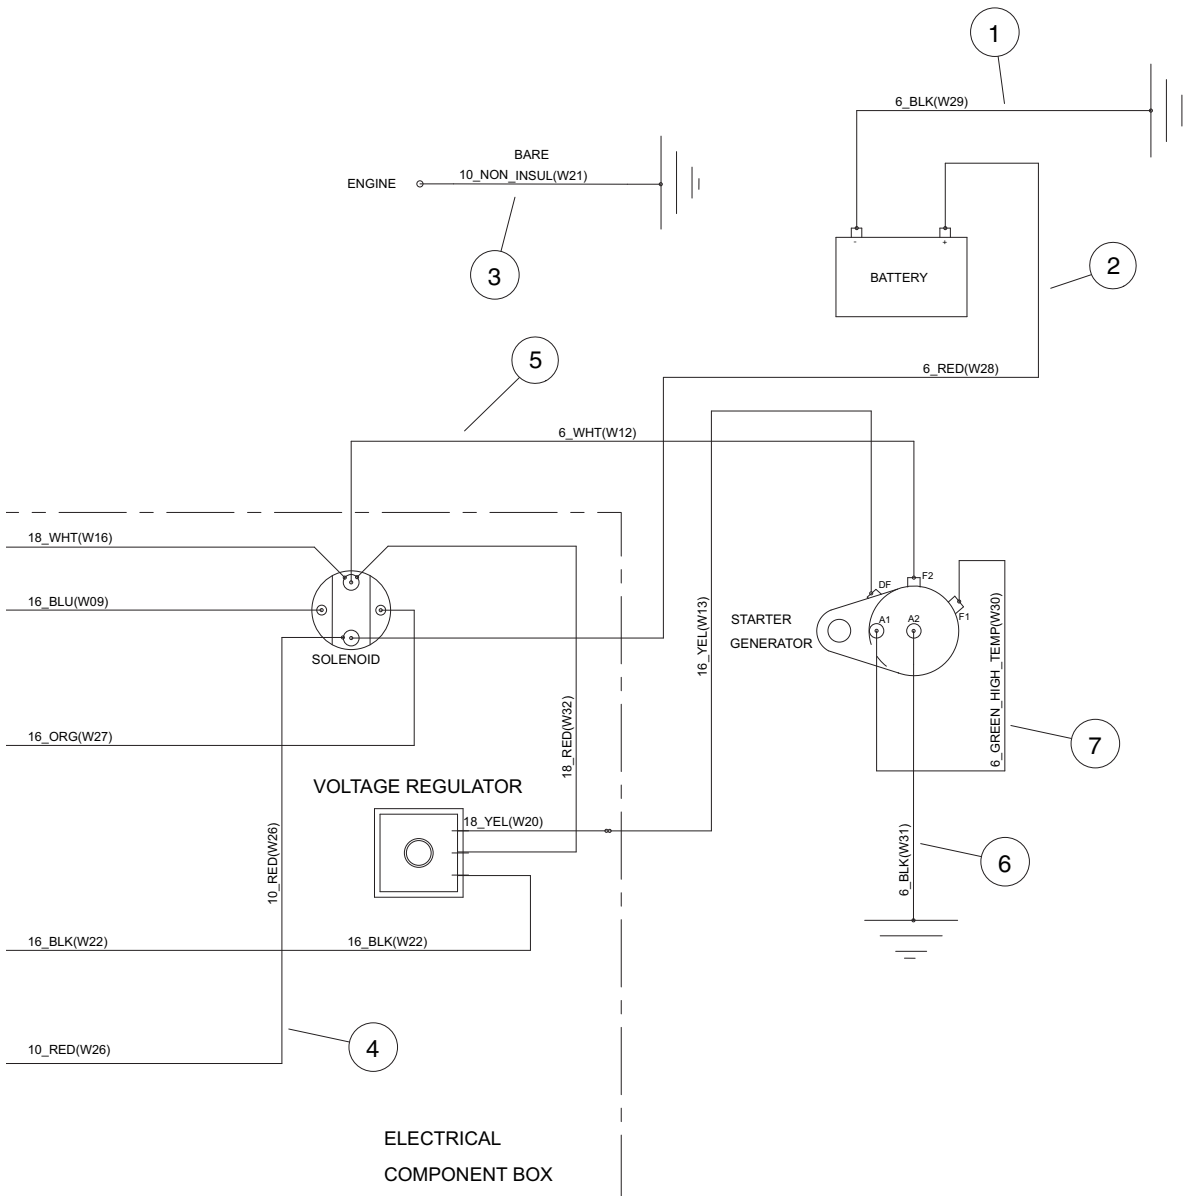 1
6_BLK(W29)
BARE
10_NON_INSUL(W21)
ENGINE
3
- +
BATTERY
2
5
6_RED(W28)
6_WHT(W12)
18_WHT(W16)
16_BLU(W09)
SOLENOID
DF
F2
F1
A1
A2
STARTER
GENERATOR
16_YEL(W13)
6_GREEN_HIGH_TEMP(W30)
7
16_ORG(W27)
18_RED(W32)
VOLTAGE REGULATOR
18_YEL(W20)
10_RED(W26)
6_BLK(W31)
6
16_BLK(W22)
16_BLK(W22)
10_RED(W26)
4
ELECTRICAL
COMPONENT BOX